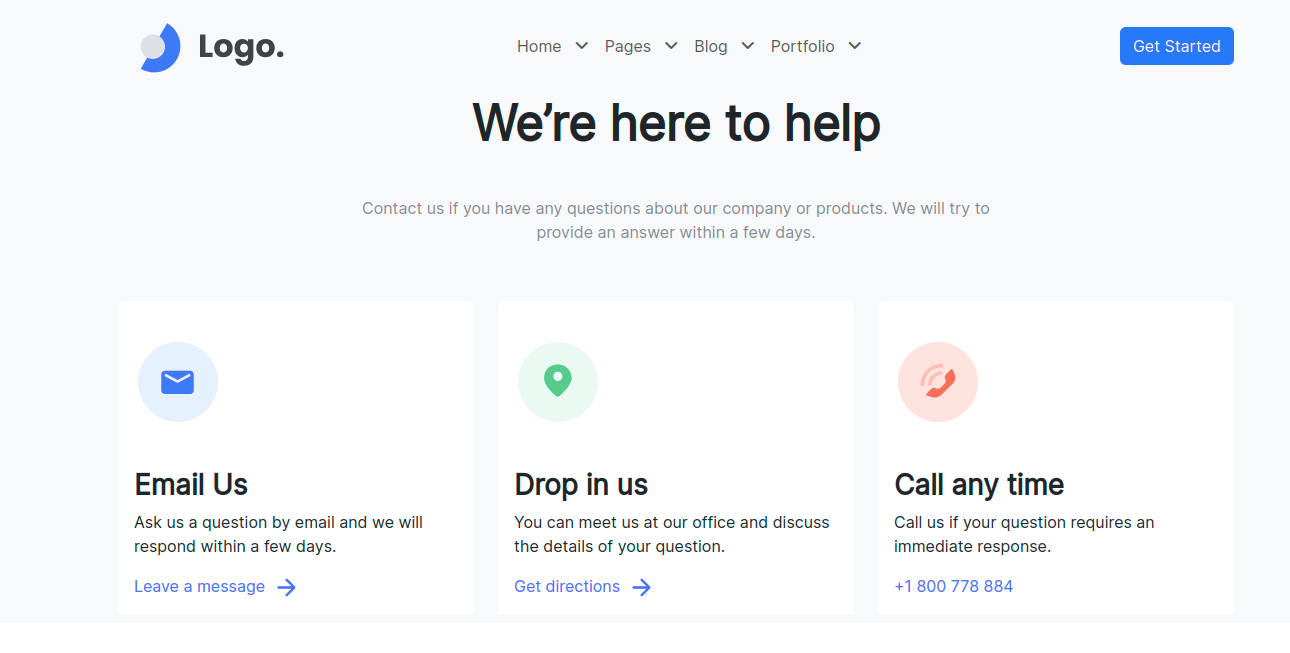 Logo.
Home Pages Blog Portfolio
Get Started
We’re here to help
Contact us if you have any questions about our company or products. We will try to
provide an answer within a few days.
Email Us
Ask us a question by email and we will
respond within a few days.
Leave a message
Drop in us
You can meet us at our office and discuss
the details of your question.
Get directions
Call any time
Call us if your question requires an
immediate response.
+1 800 778 884